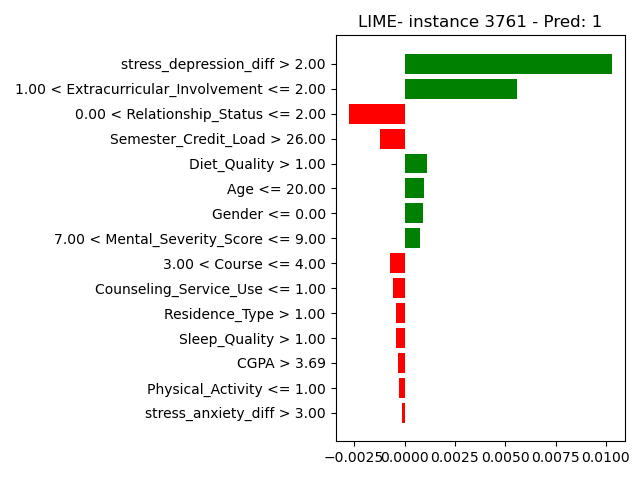 LIME- instance 3761 - Pred: 1
stress_depression_diff > 2.00
1.00 < Extracurricular_Involvement <= 2.00
0.00 < Relationship_Status <= 2.00
Semester_Credit_Load > 26.00
Diet_Quality > 1.00
Age <= 20.00
Gender <= 0.00
7.00 < Mental_Severity_Score <= 9.00
3.00 < Course <= 4.00
Counseling_Service_Use <= 1.00
Residence_Type > 1.00
Sleep_Quality > 1.00
CGPA > 3.69
Physical_Activity <= 1.00
stress_anxiety_diff > 3.00
−0.0025 0.0000 0.0025 0.0050 0.0075 0.0100